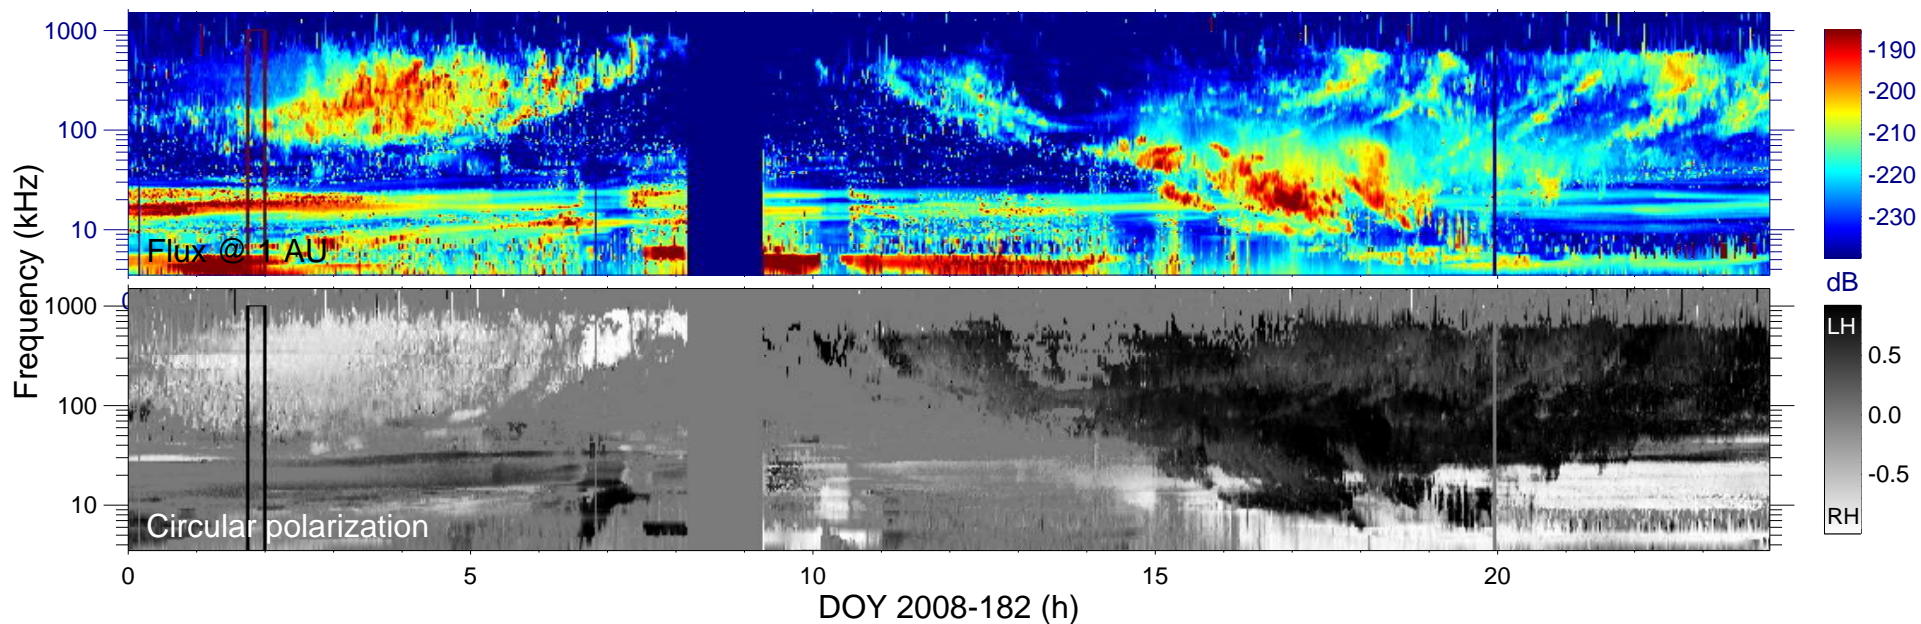 1000
100
10
Flux @ 1 AU
-190
-200
-210
-220
-230
dB
Frequency (kHz)
0
1000
100
10
Circular polarization
LH
0.5
0.0
-0.5
RH
0 5 10 15 20
DOY 2008-182 (h)